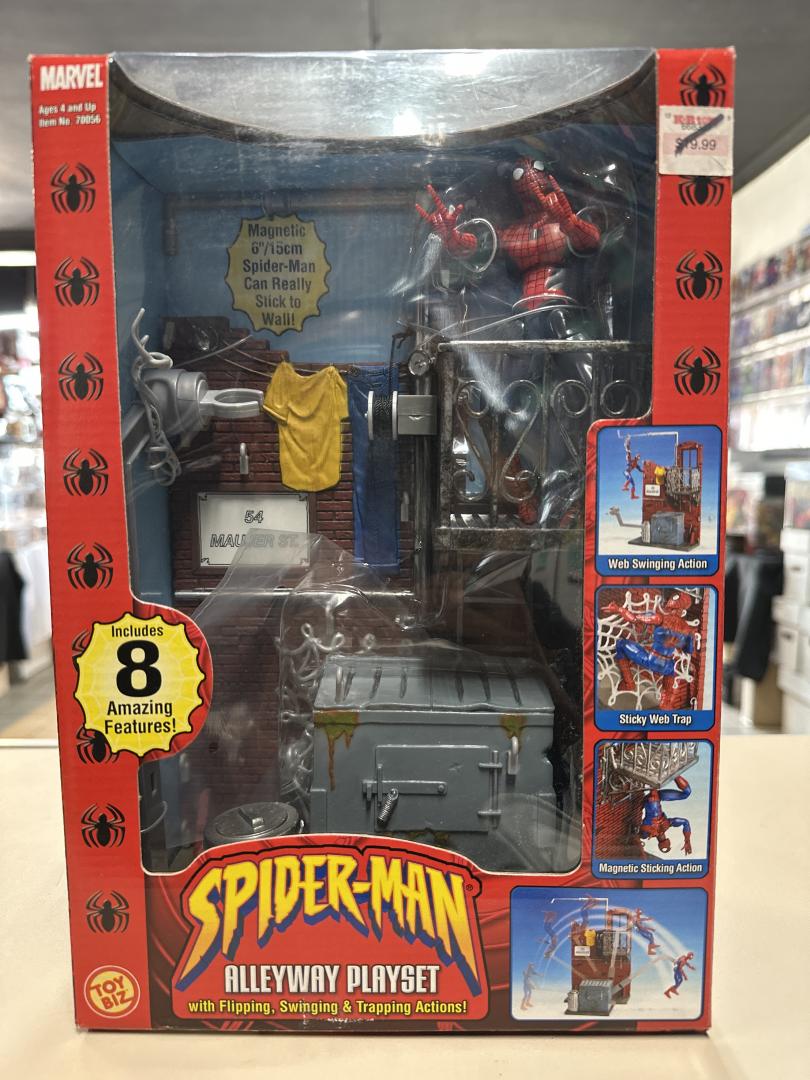 MARVEL
Ages 4 and Up
Item No. 70056
$19.99
Magnetic
6"/15cm
Spider-Man
Can Really
Stick to
Wall!
54
Includes
8
Amazing
Features!
Web Swinging Action
Sticky Web Trap
Magnetic Sticking Action
SPIDER-MAN®
ALLEYWAY PLAYSET
with Flipping, Swinging & Trapping Actions!
TOY
BIZ